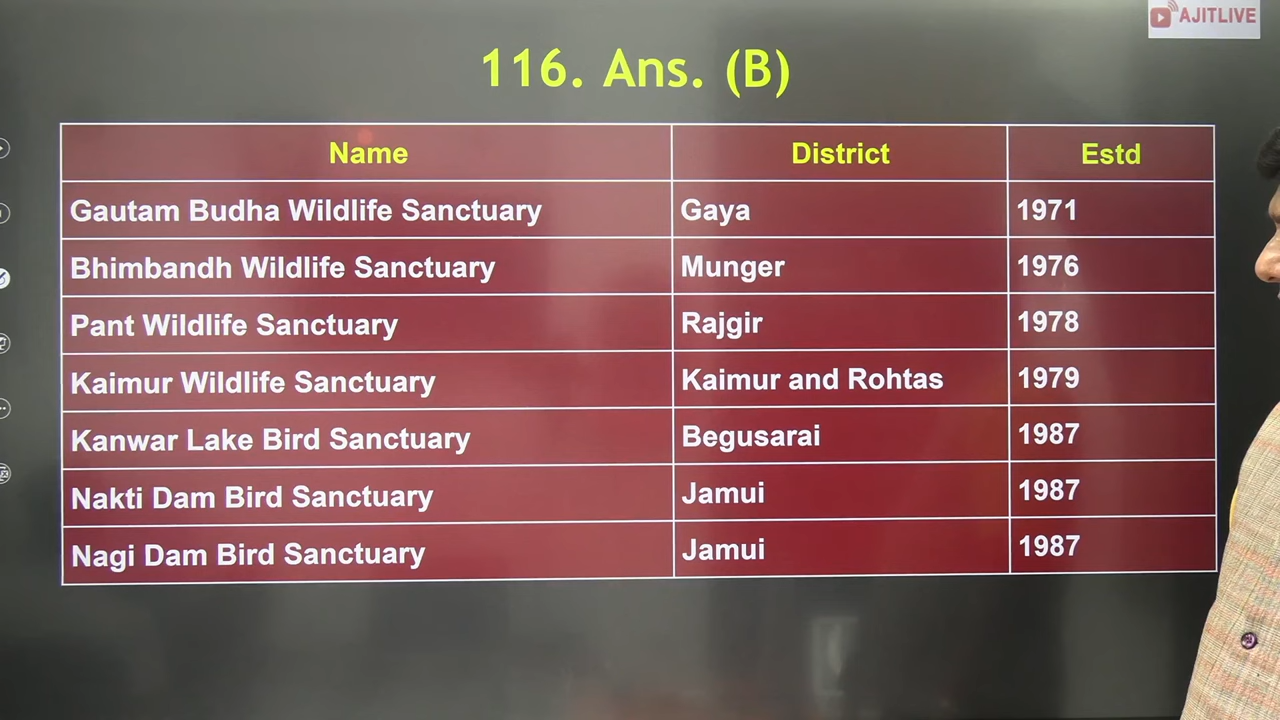 AJITLIVE
116. Ans. (B)
Name District Estd
Gautam Budha Wildlife Sanctuary Gaya 1971
Bhimbandh Wildlife Sanctuary Munger 1976
Pant Wildlife Sanctuary Rajgir 1978
Kaimur Wildlife Sanctuary Kaimur and Rohtas 1979
Kanwar Lake Bird Sanctuary Begusarai 1987
Nakti Dam Bird Sanctuary Jamui 1987
Nagi Dam Bird Sanctuary Jamui 1987